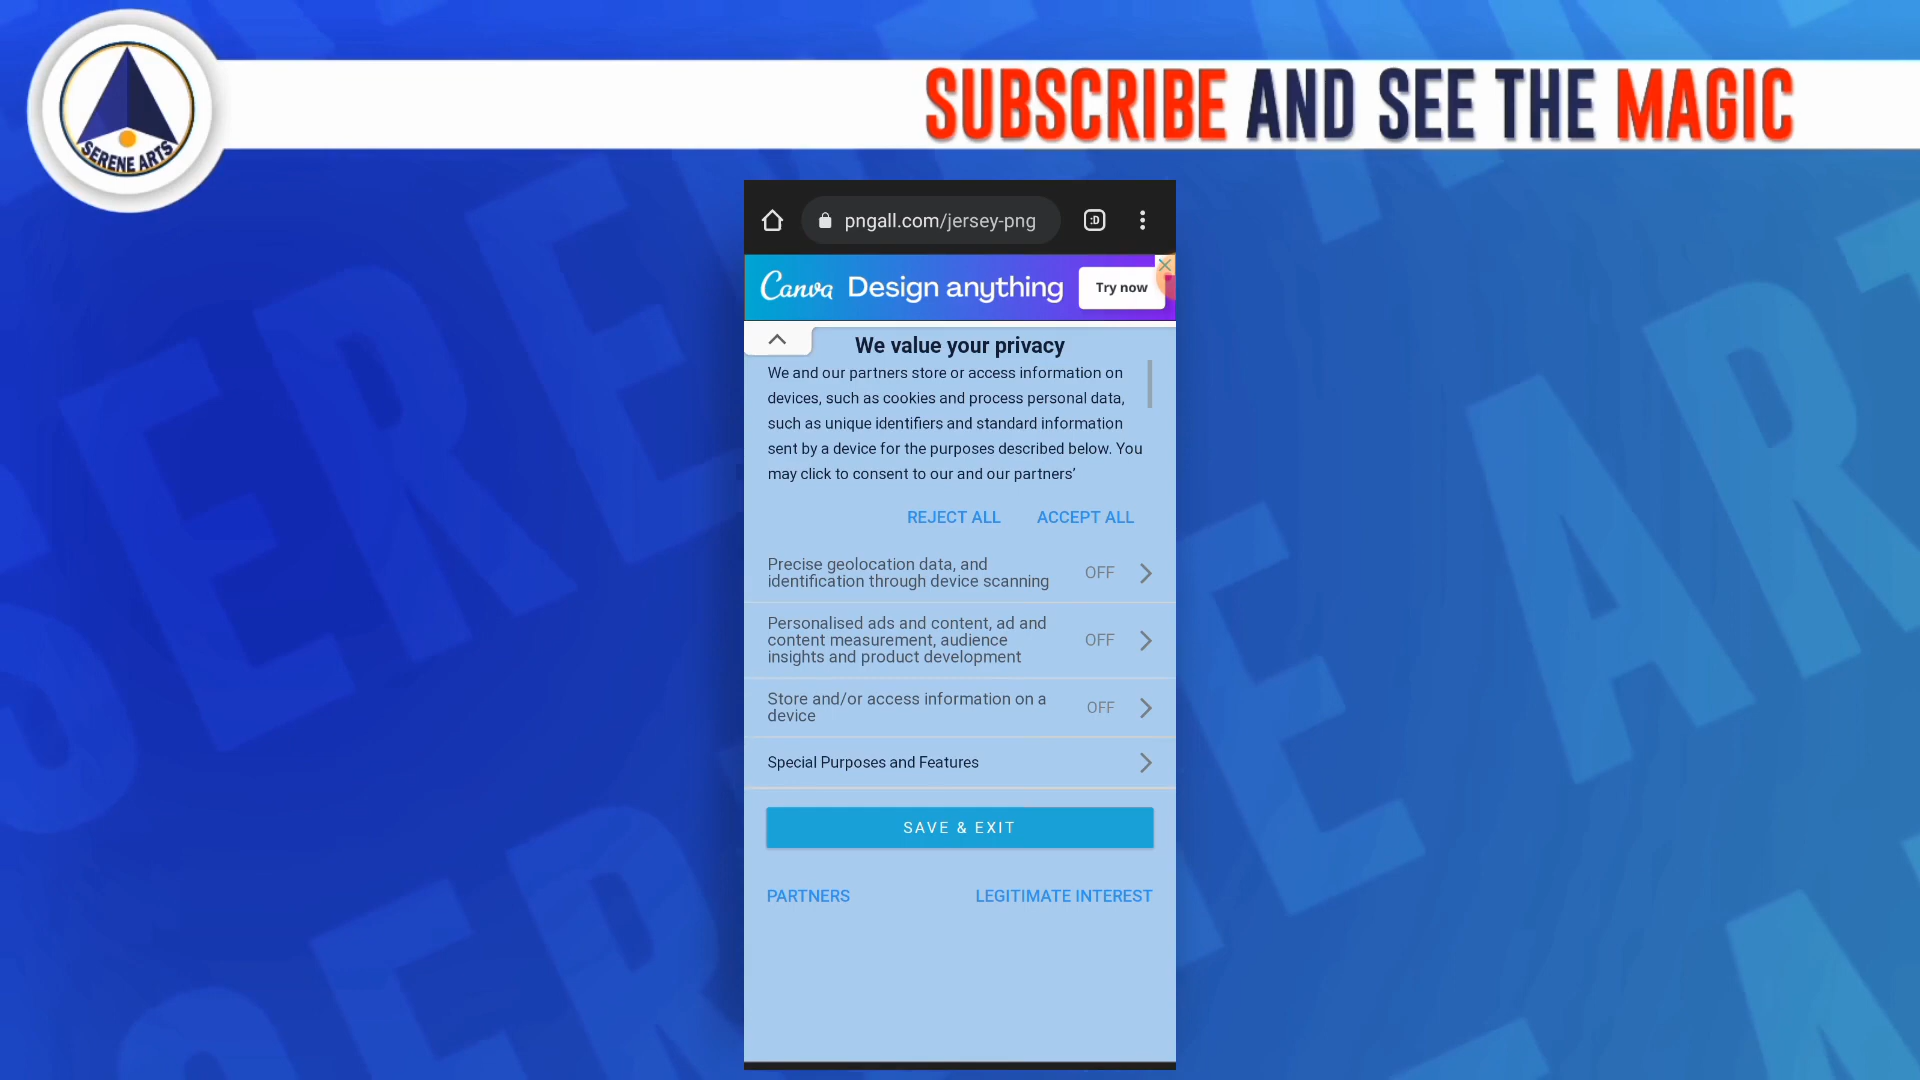 SERENE ARTS
SUBSCRIBE AND SEE THE MAGIC
pngall.com/jersey-png
:D
Canva Design anything
Try now
We value your privacy
We and our partners store or access information on
devices, such as cookies and process personal data,
such as unique identifiers and standard information
sent by a device for the purposes described below. You
may click to consent to our and our partners’
REJECT ALL ACCEPT ALL
Precise geolocation data, and
identification through device scanning
OFF
Personalised ads and content, ad and
content measurement, audience
insights and product development
OFF
Store and/or access information on a
device
OFF
Special Purposes and Features
SAVE & EXIT
PARTNERS LEGITIMATE INTEREST